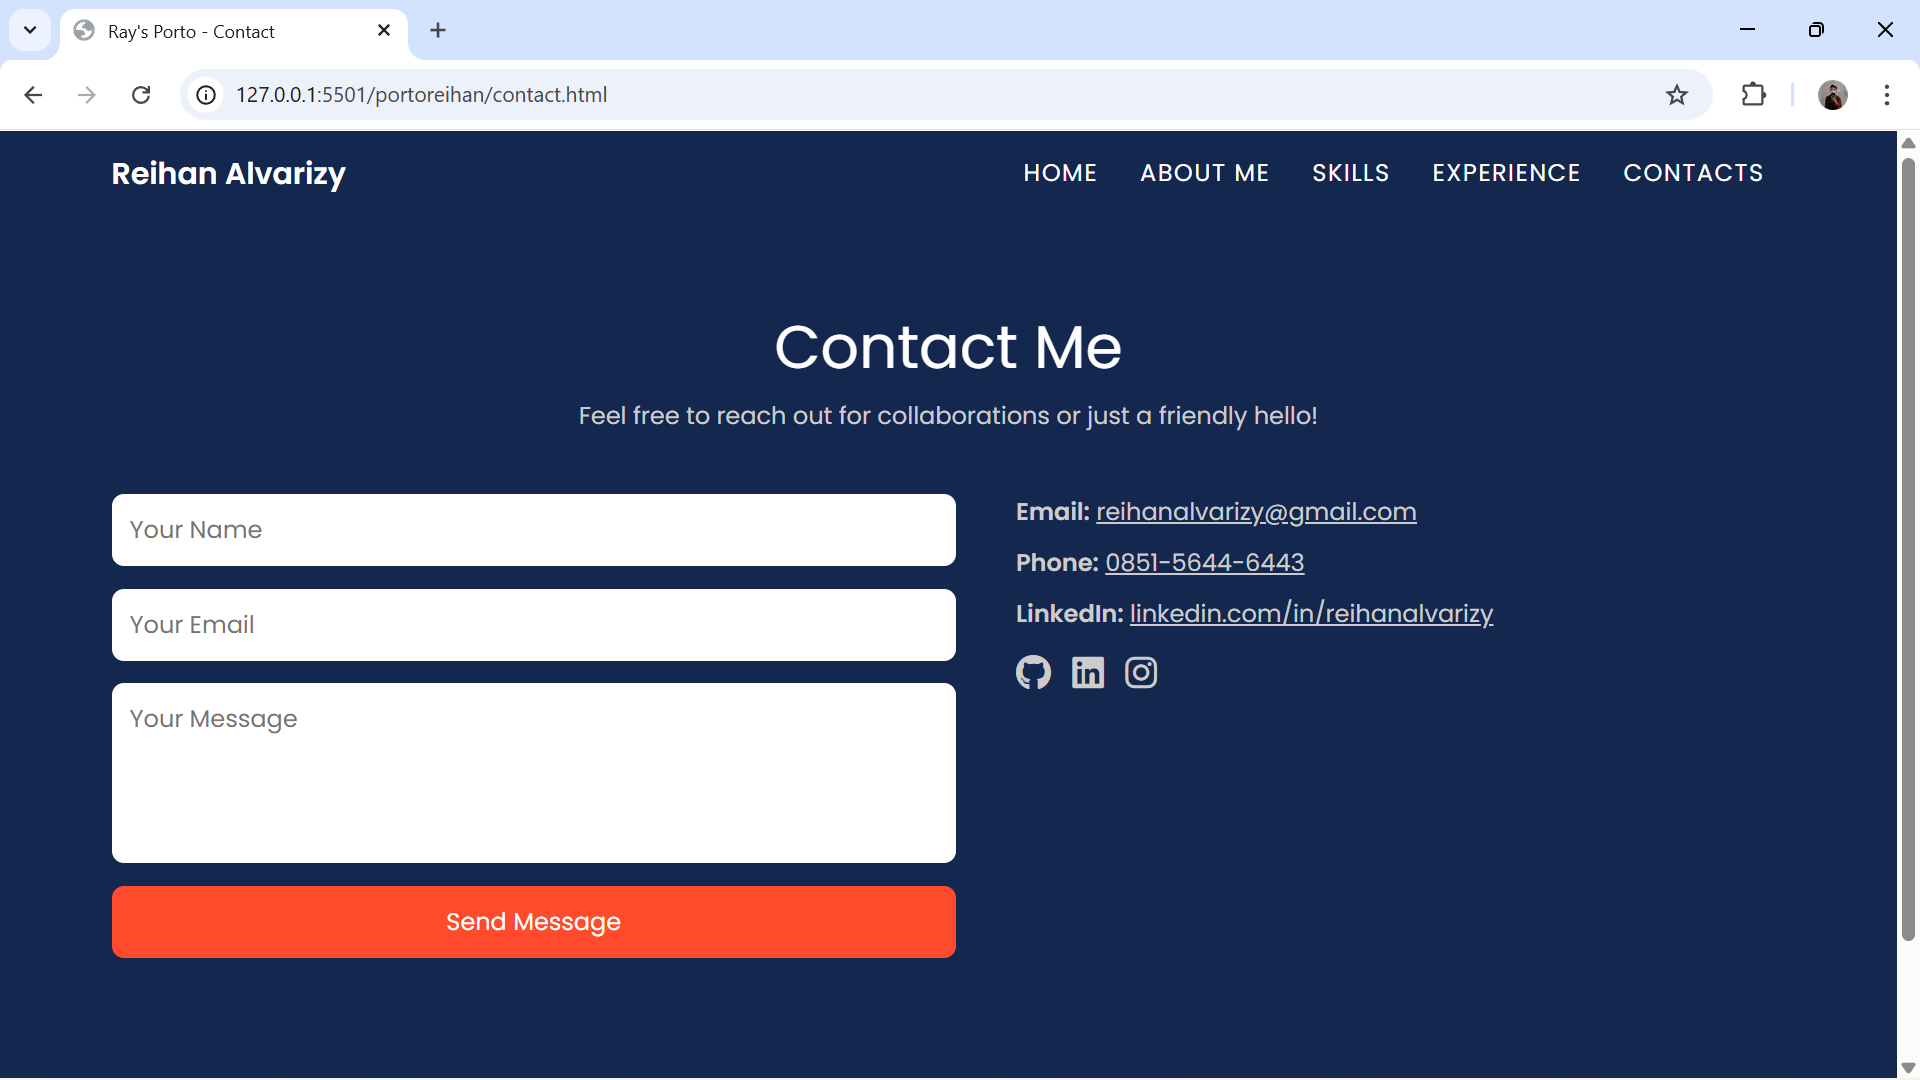 Ray's Porto - Contact
127.0.0.1:5501/portoreihan/contact.html
Reihan Alvarizy
HOME ABOUT ME SKILLS EXPERIENCE CONTACTS
Contact Me
Feel free to reach out for collaborations or just a friendly hello!
Your Name
Your Email
Your Message
Send Message
Email: reihanalvarizy@gmail.com
Phone: 0851-5644-6443
LinkedIn: linkedin.com/in/reihanalvarizy
in